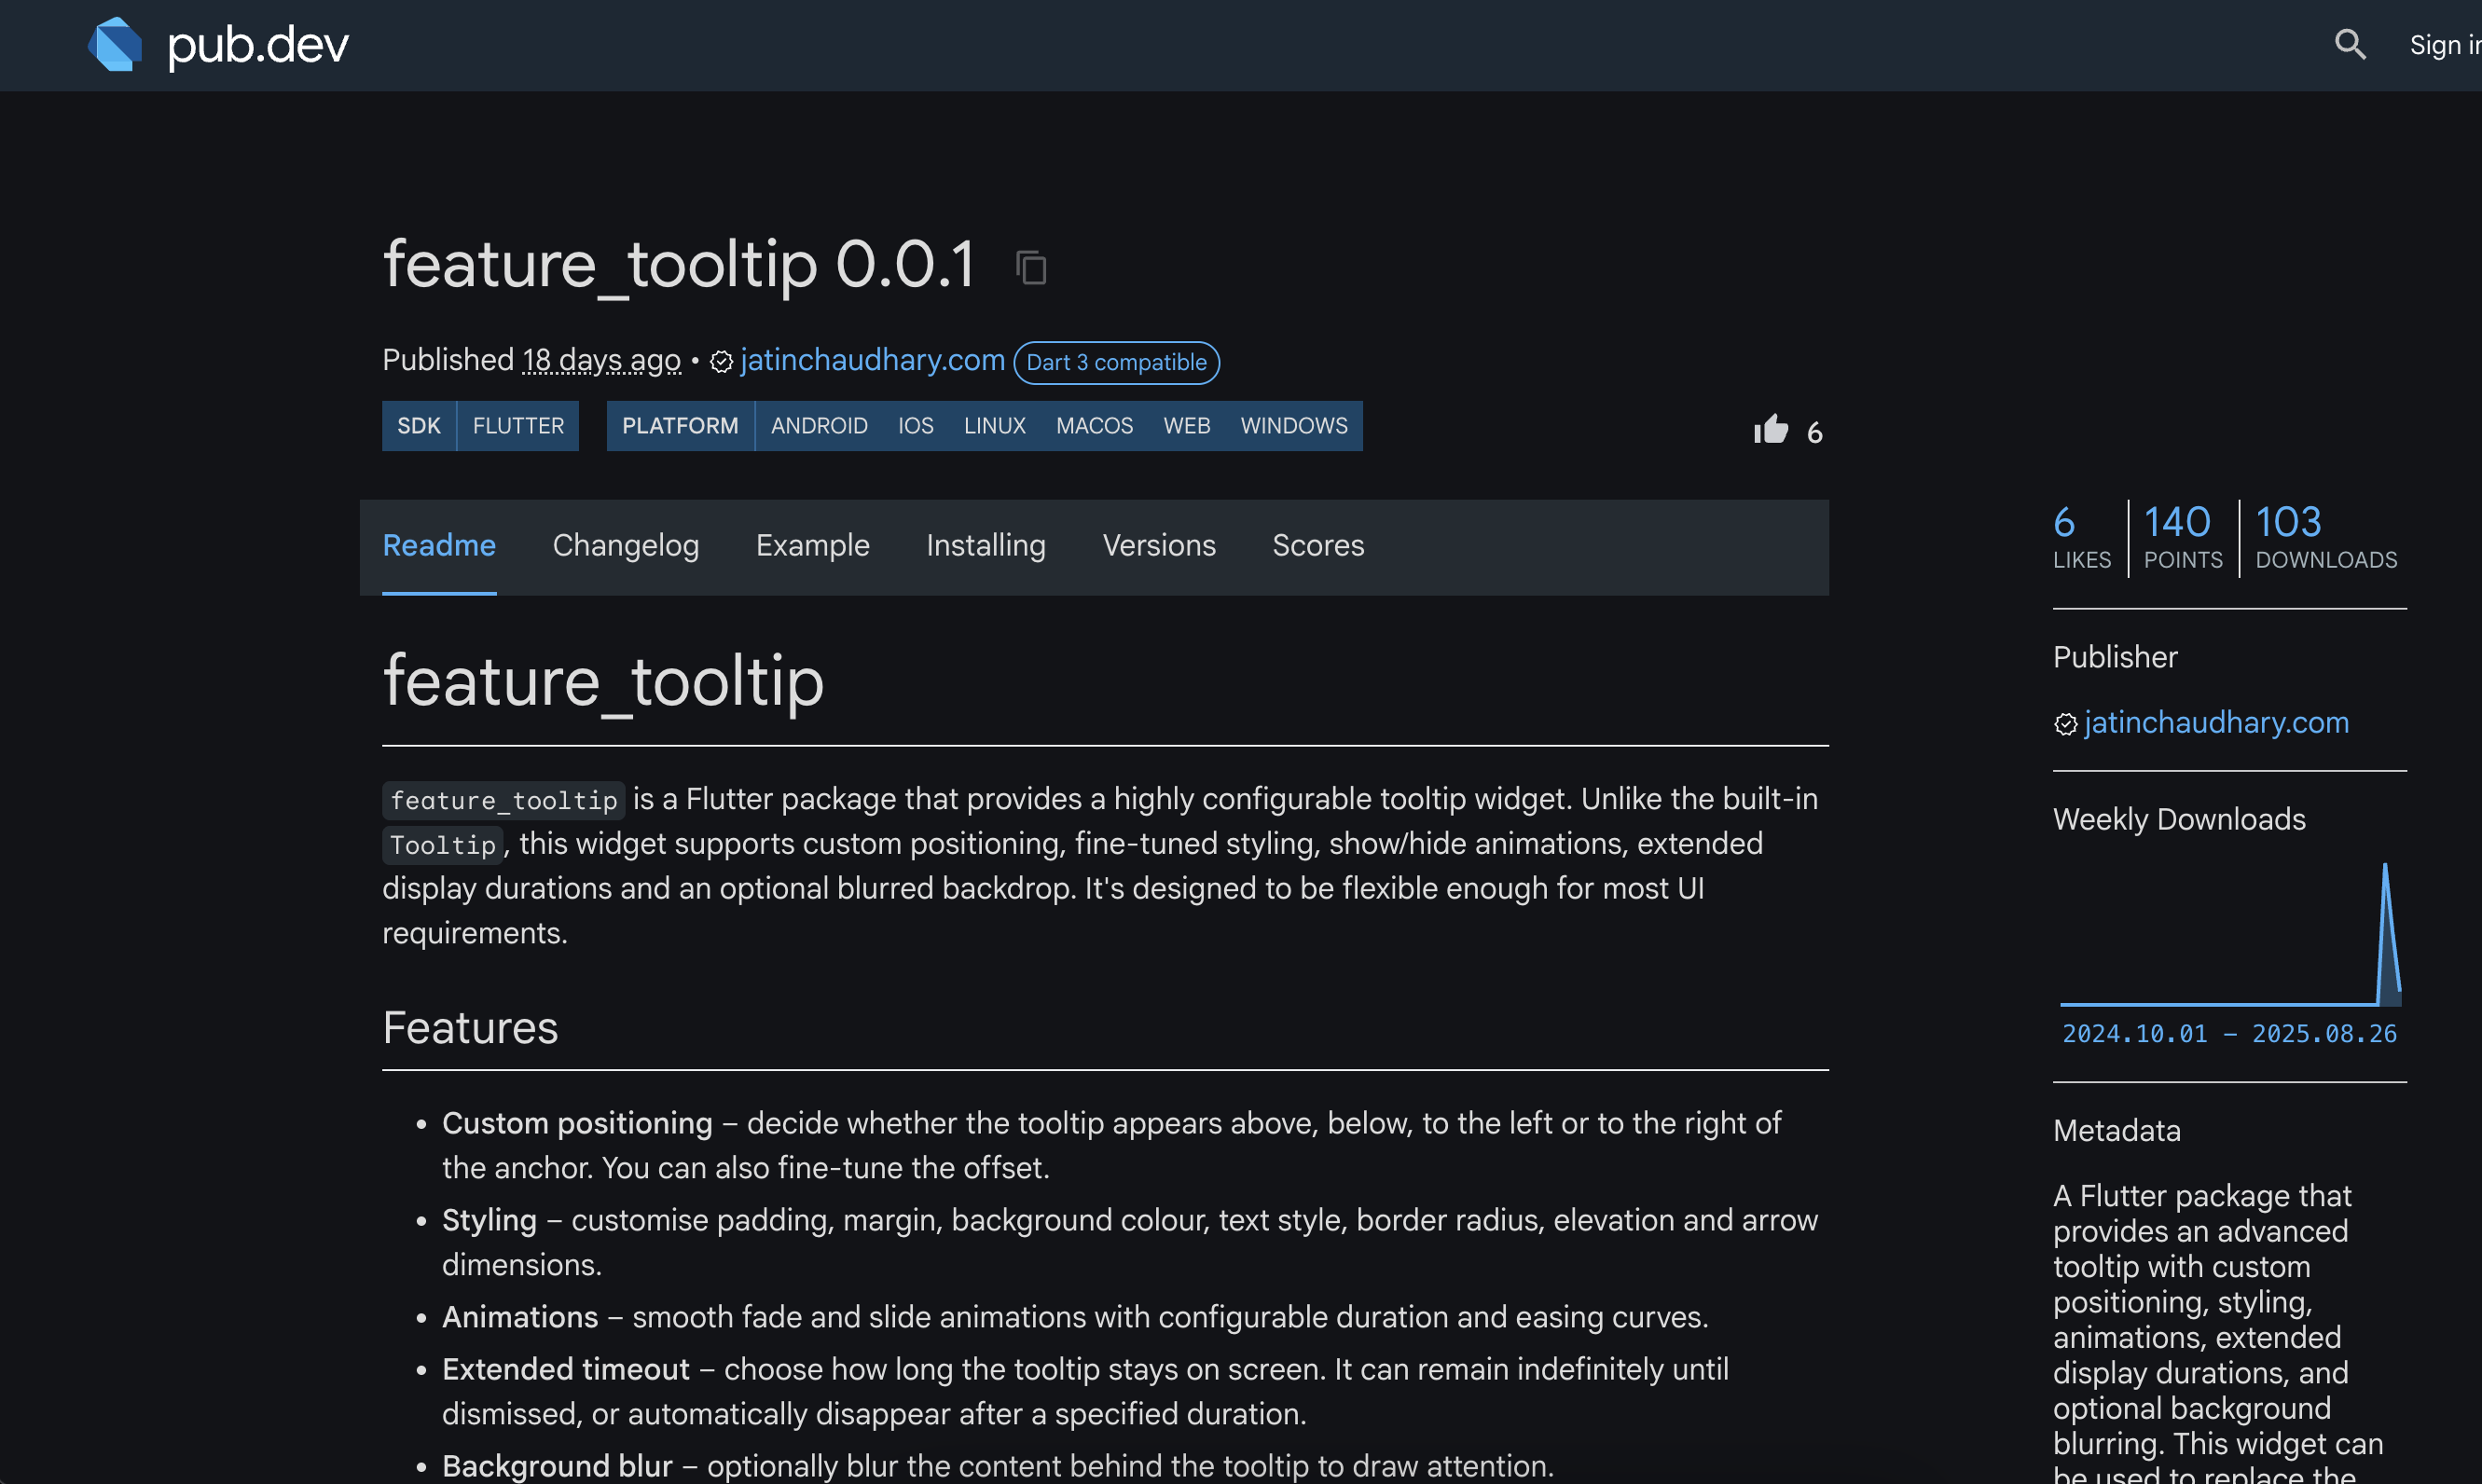 pub.dev
Sign in
feature_tooltip 0.0.1
Published 18 days ago • jatinchaudhary.com Dart 3 compatible
SDK FLUTTER PLATFORM ANDROID IOS LINUX MACOS WEB WINDOWS
6
Readme Changelog Example Installing Versions Scores
feature_tooltip
feature_tooltip is a Flutter package that provides a highly configurable tooltip widget. Unlike the built-in
Tooltip, this widget supports custom positioning, fine-tuned styling, show/hide animations, extended
display durations and an optional blurred backdrop. It's designed to be flexible enough for most UI
requirements.
Features
• Custom positioning – decide whether the tooltip appears above, below, to the left or to the right of
the anchor. You can also fine-tune the offset.
• Styling – customise padding, margin, background colour, text style, border radius, elevation and arrow
dimensions.
• Animations – smooth fade and slide animations with configurable duration and easing curves.
• Extended timeout – choose how long the tooltip stays on screen. It can remain indefinitely until
dismissed, or automatically disappear after a specified duration.
• Background blur – optionally blur the content behind the tooltip to draw attention.
6 140 103
LIKES POINTS DOWNLOADS
Publisher
jatinchaudhary.com
Weekly Downloads
2024.10.01 – 2025.08.26
Metadata
A Flutter package that
provides an advanced
tooltip with custom
positioning, styling,
animations, extended
display durations, and
optional background
blurring. This widget can
be used to replace the